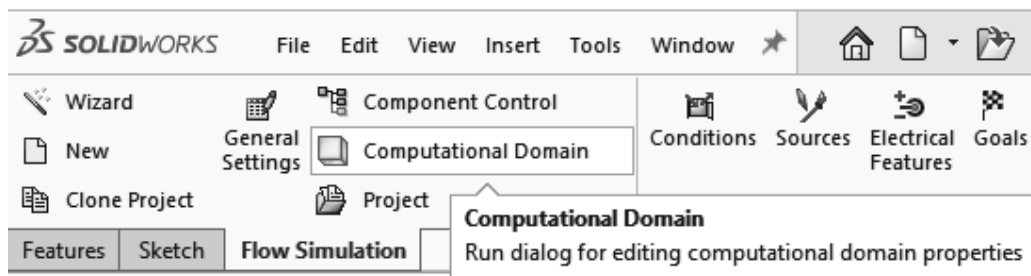 SOLIDWORKS File Edit View Insert Tools Window
Wizard
New
Clone Project
General
Settings
Component Control
Computational Domain
Project
Conditions Sources Electrical
Features
Goals
Computational Domain
Run dialog for editing computational domain properties
Features Sketch Flow Simulation